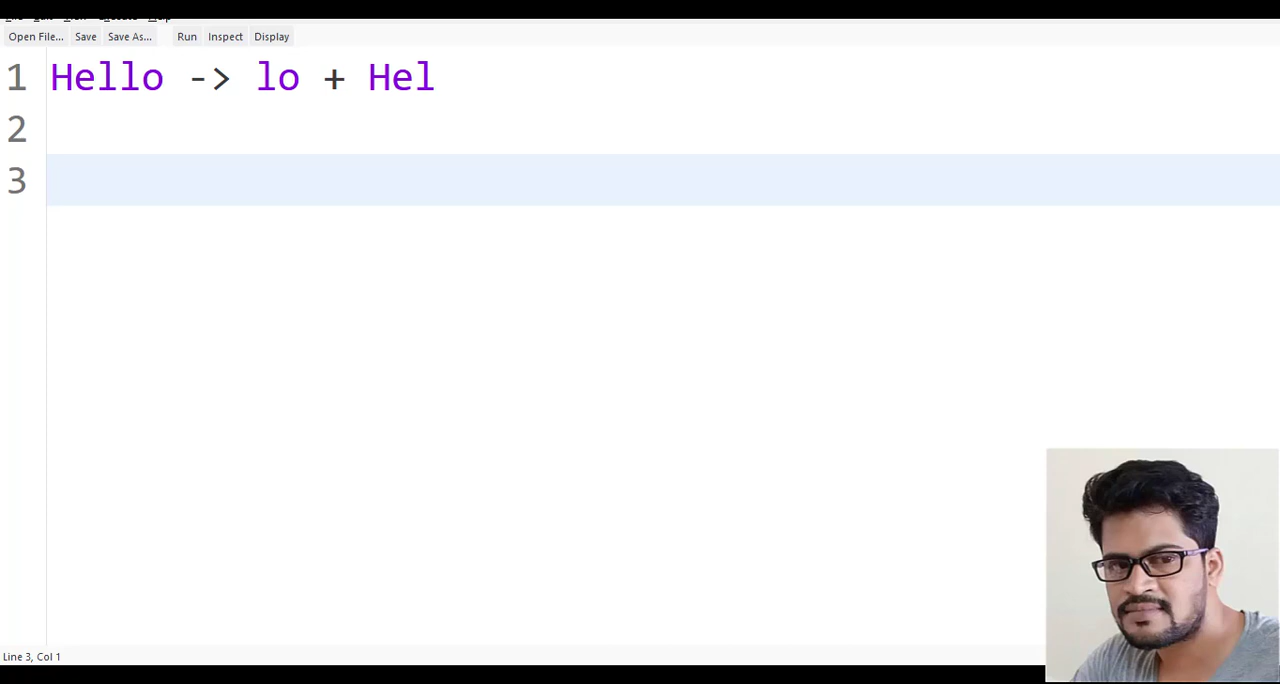 Open File... Save Save As... Run Inspect Display
1 Hello -> lo + Hel
2
3
Line 3, Col 1